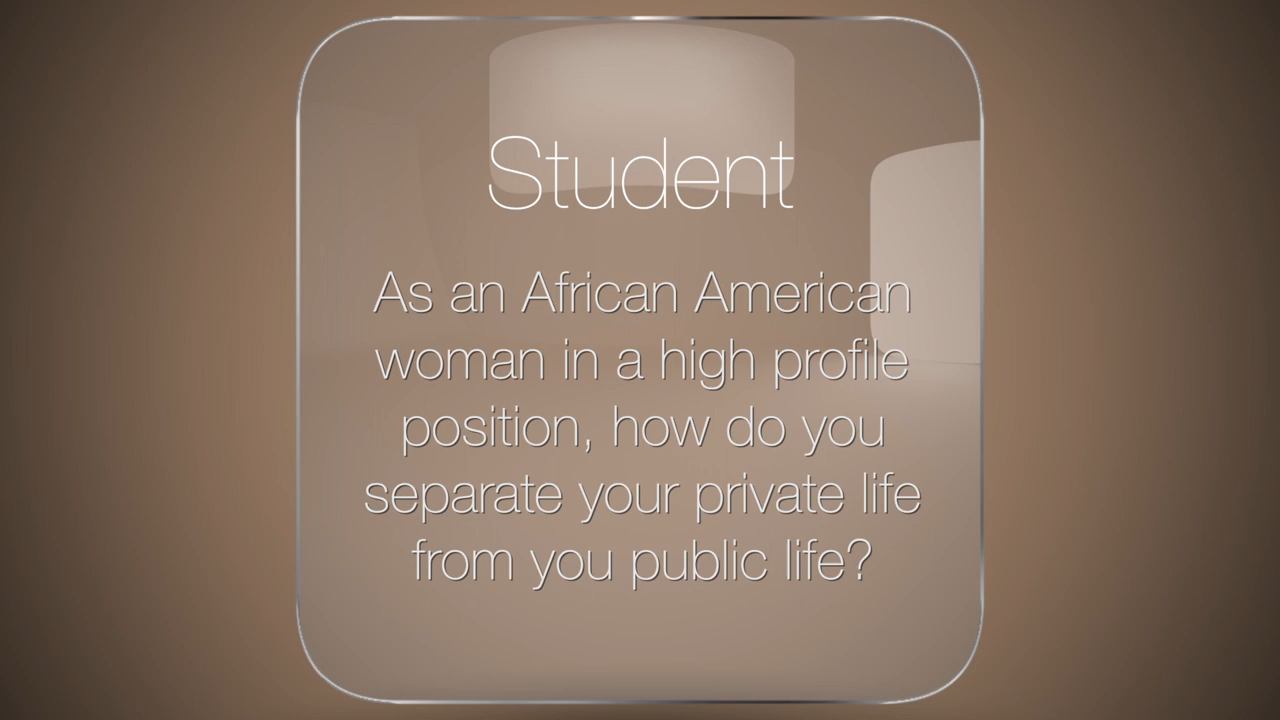 Student
As an African American
woman in a high profile
position, how do you
separate your private life
from you public life?